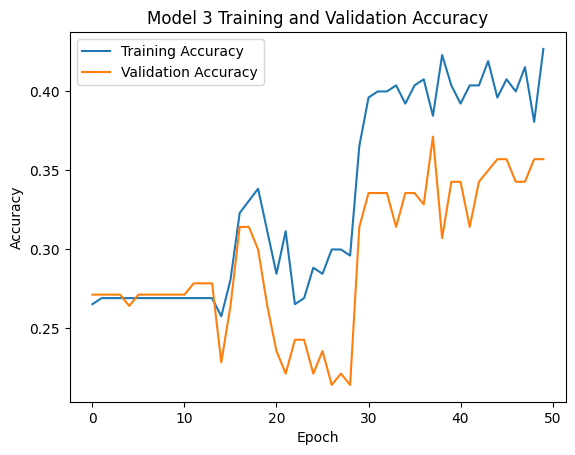 Model 3 Training and Validation Accuracy
Training Accuracy
Validation Accuracy
Accuracy
0.40
0.35
0.30
0.25
0 10 20 30 40 50
Epoch